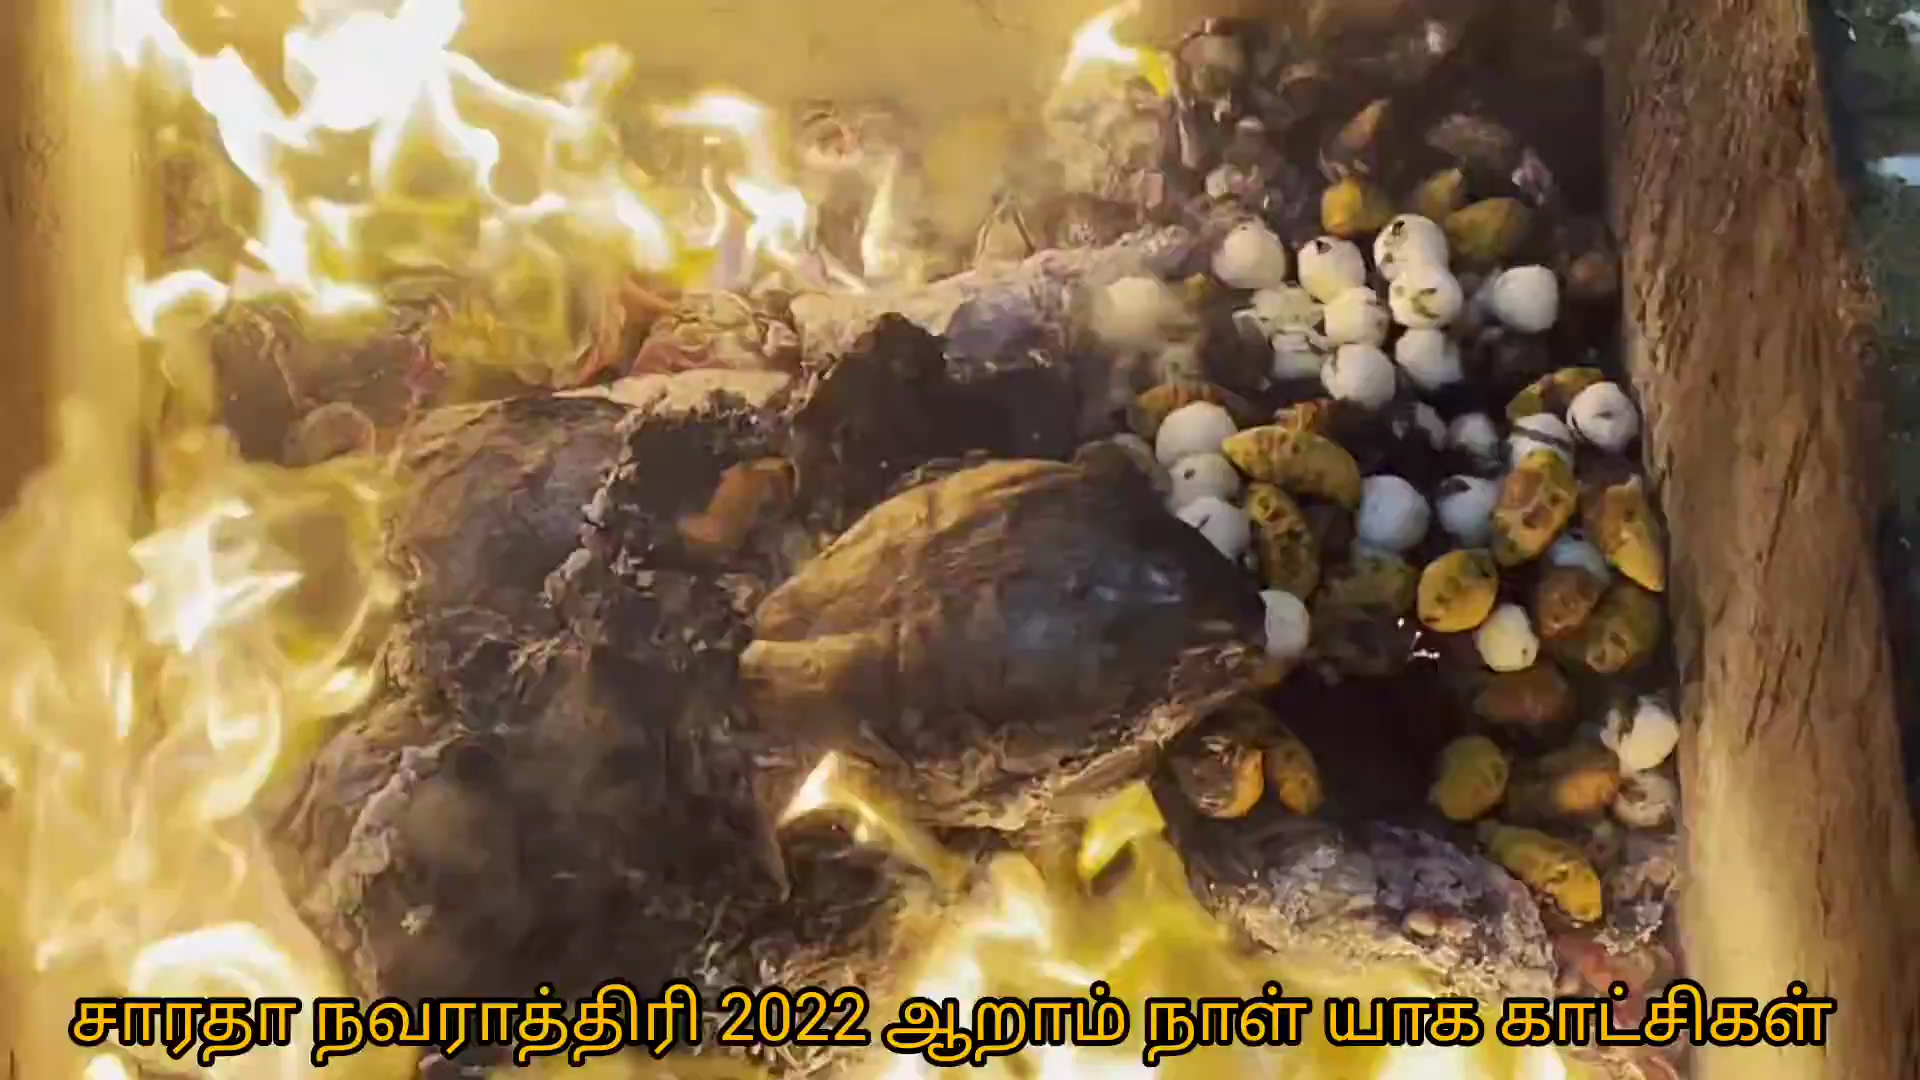 சாரதா நவராத்திரி 2022 ஆறாம் நாள் யாக காட்சிகள்